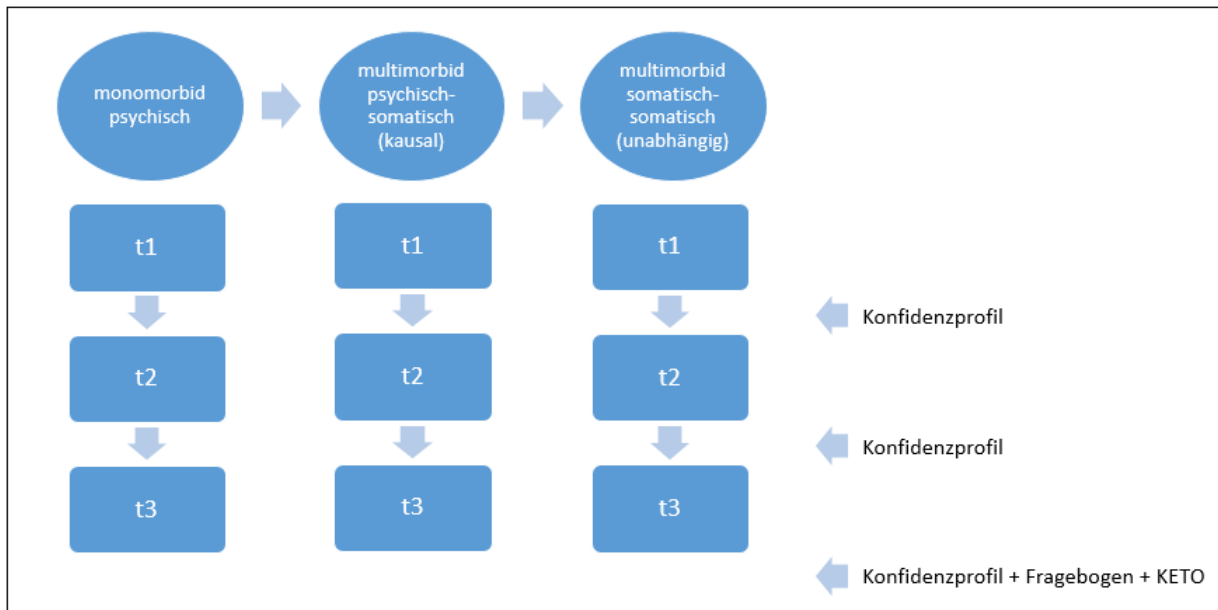 monomorbid
psychisch
multimorbid
psychisch-
somatisch
(kausal)
multimorbid
somatisch-
somatisch
(unabhängig)
t1
t1
t1
Konfidenzprofil
t2
t2
t2
Konfidenzprofil
t3
t3
t3
Konfidenzprofil + Fragebogen + KETO